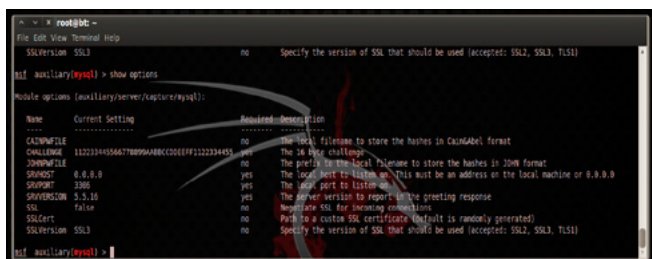 root@bt: ~
File Edit View Terminal Help
SSLVersion SSL3 no Specify the version of SSL that should be used (accepted: SSL2, SSL3, TLS1)
msf auxiliary(mysql) > show options
Module options (auxiliary/server/capture/mysql):
Name Current Setting Required Description
---- --------------- -------- -----------
CAINPWFILE no The local filename to store the hashes in Cain&Abel format
CHALLENGE 112233445566778899AABBCCDDEEFF1122334455 yes The 16 byte challenge
JOHNPWFILE no The prefix to the local filename to store the hashes in JOHN format
SRVHOST 0.0.0.0 yes The local host to listen on. This must be an address on the local machine or 0.0.0.0
SRVPORT 3306 yes The local port to listen on.
SRVVERSION 5.5.16 yes The server version to report in the greeting response
SSL false no Negotiate SSL for incoming connections
SSLCert no Path to a custom SSL certificate (default is randomly generated)
SSLVersion SSL3 no Specify the version of SSL that should be used (accepted: SSL2, SSL3, TLS1)
msf auxiliary(mysql) >